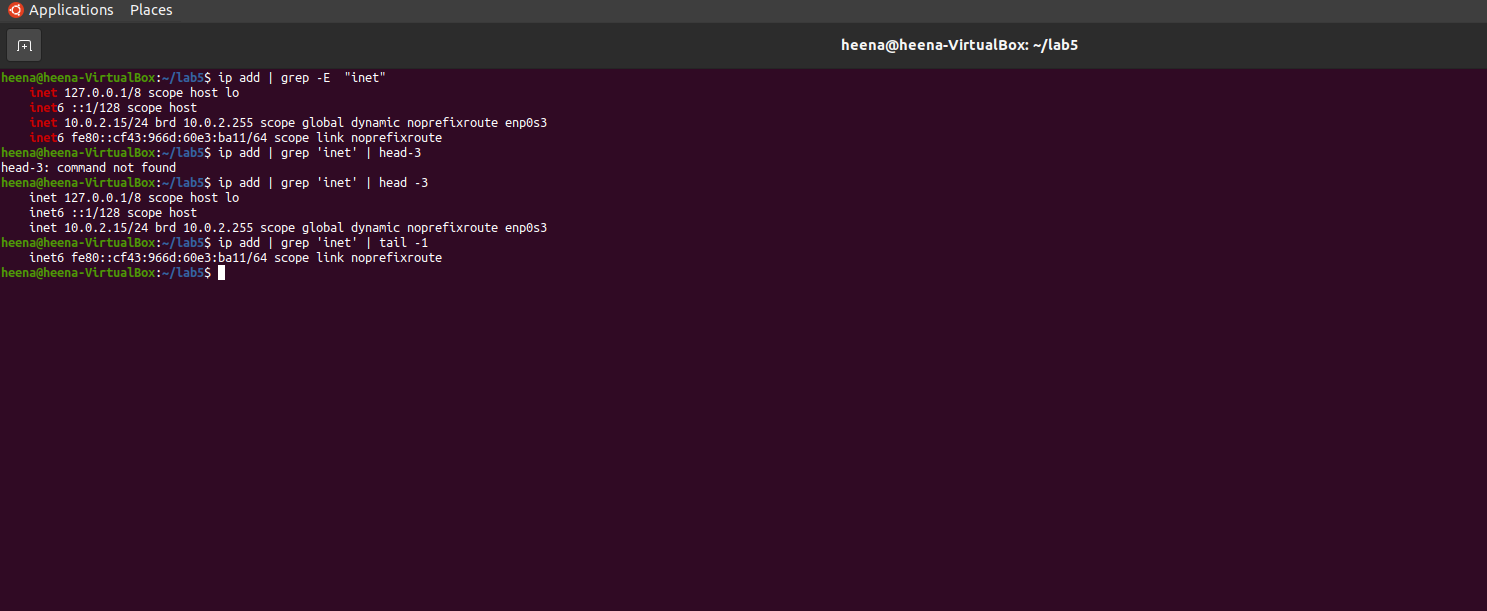 Applications Places
heena@heena-VirtualBox: ~/lab5
heena@heena-VirtualBox:~/lab5$ ip add | grep -E  "inet"
    inet 127.0.0.1/8 scope host lo
    inet6 ::1/128 scope host
    inet 10.0.2.15/24 brd 10.0.2.255 scope global dynamic noprefixroute enp0s3
    inet6 fe80::cf43:966d:60e3:ba11/64 scope link noprefixroute
heena@heena-VirtualBox:~/lab5$ ip add | grep 'inet' | head-3
head-3: command not found
heena@heena-VirtualBox:~/lab5$ ip add | grep 'inet' | head -3
    inet 127.0.0.1/8 scope host lo
    inet6 ::1/128 scope host
    inet 10.0.2.15/24 brd 10.0.2.255 scope global dynamic noprefixroute enp0s3
heena@heena-VirtualBox:~/lab5$ ip add | grep 'inet' | tail -1
    inet6 fe80::cf43:966d:60e3:ba11/64 scope link noprefixroute
heena@heena-VirtualBox:~/lab5$